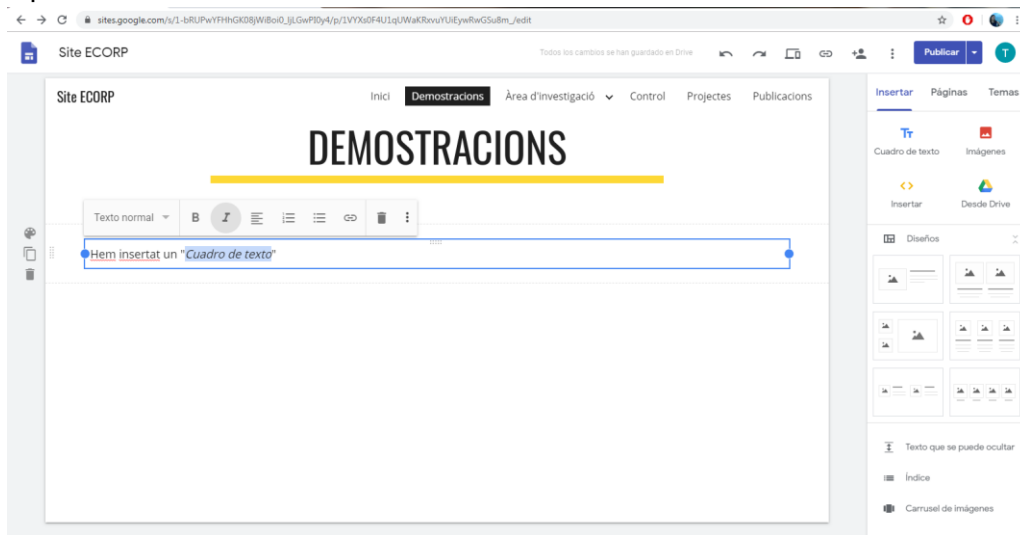 sites.google.com/s/1-bRUPwYFHhGK08jWiBoi0_ljLGwPI0y4/p/1VYXs0F4U1qUWaKRxvuYUiEywRwGSu8m_/edit
Site ECORP
Todos los cambios se han guardado en Drive
Publicar
T
Site ECORP
Inici Demostracions Àrea d'investigació Control Projectes Publicacions
DEMOSTRACIONS
Texto normal B I
Hem insertat un "Cuadro de texto"
Insertar Páginas Temas
Tт
Cuadro de texto Imágenes
Insertar Desde Drive
Diseños
Texto que se puede ocultar
Índice
Carrusel de imágenes